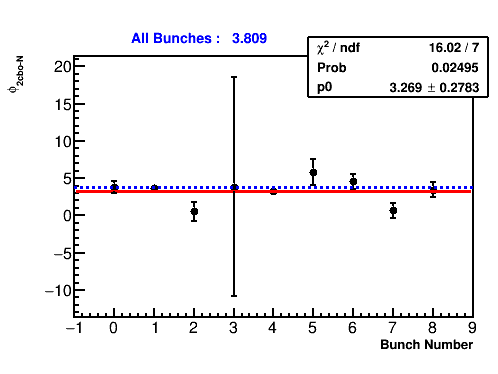 All Bunches : 3.809
χ² / ndf 16.02 / 7
Prob 0.02495
p0 3.269 ± 0.2783
ϕ2cbo-N
20
15
10
5
0
−5
−10
−1 0 1 2 3 4 5 6 7 8 9
Bunch Number